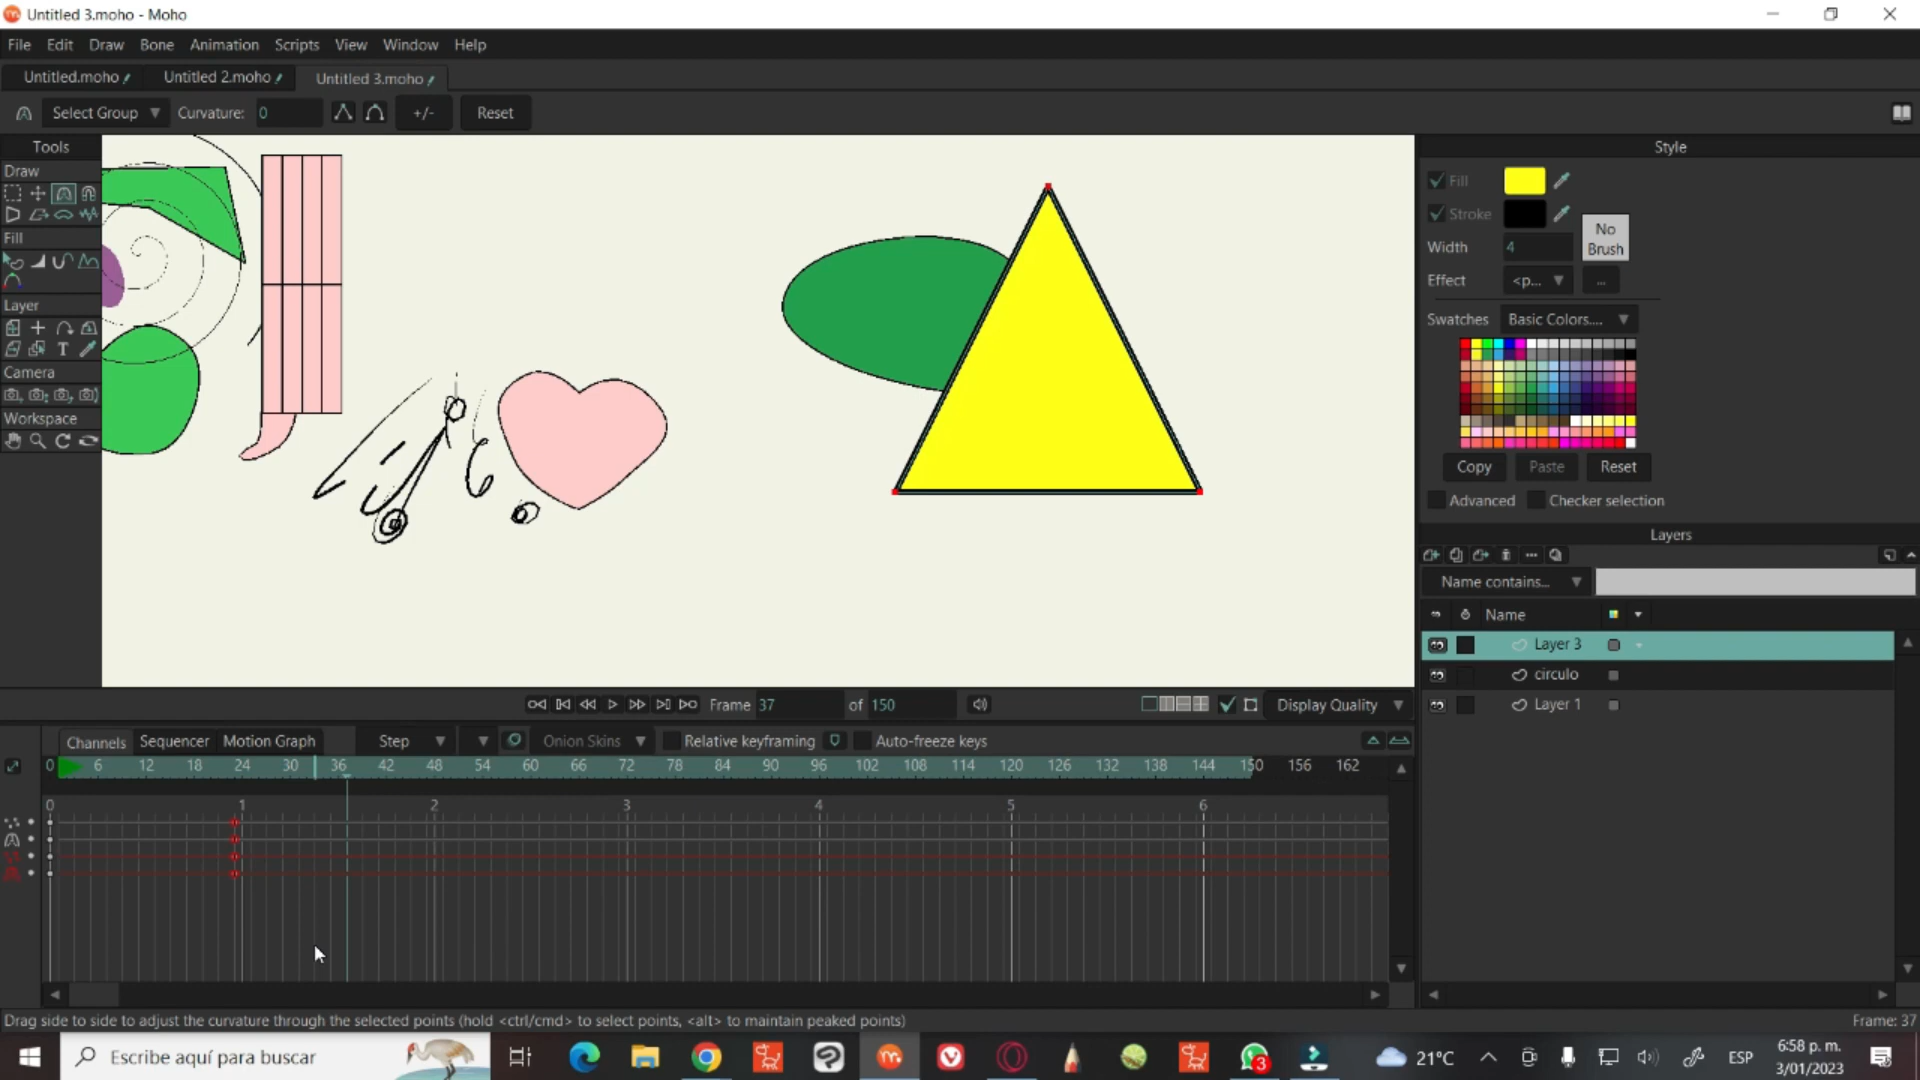 Untitled 3.moho - Moho
File Edit Draw Bone Animation Scripts View Window Help
Untitled.moho Untitled 2.moho Untitled 3.moho
Select Group Curvature: 0 +/- Reset
Tools
Draw
Fill
Layer
Camera
Workspace
Style
Fill
Stroke
Width 4
No
Brush
Effect <p... ...
Swatches Basic Colors....
Copy Paste Reset
Advanced Checker selection
Layers
Name contains...
Name
Layer 3
circulo
Layer 1
Frame 37 of 150 Display Quality
Channels Sequencer Motion Graph Step Onion Skins Relative keyframing Auto-freeze keys
0 6 12 18 24 30 36 42 48 54 60 66 72 78 84 90 96 102 108 114 120 126 132 138 144 150 156 162
0 1 2 3 4 5 6
Drag side to side to adjust the curvature through the selected points (hold <ctrl/cmd> to select points, <alt> to maintain peaked points) Frame: 37
Escribe aquí para buscar
3
21°C
ESP
6:58 p. m.
3/01/2023